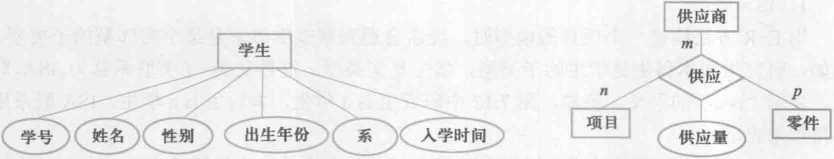 学生
学号 姓名 性别 出生年份 系 入学时间
供应商
m
供应
n p
项目 供应量 零件